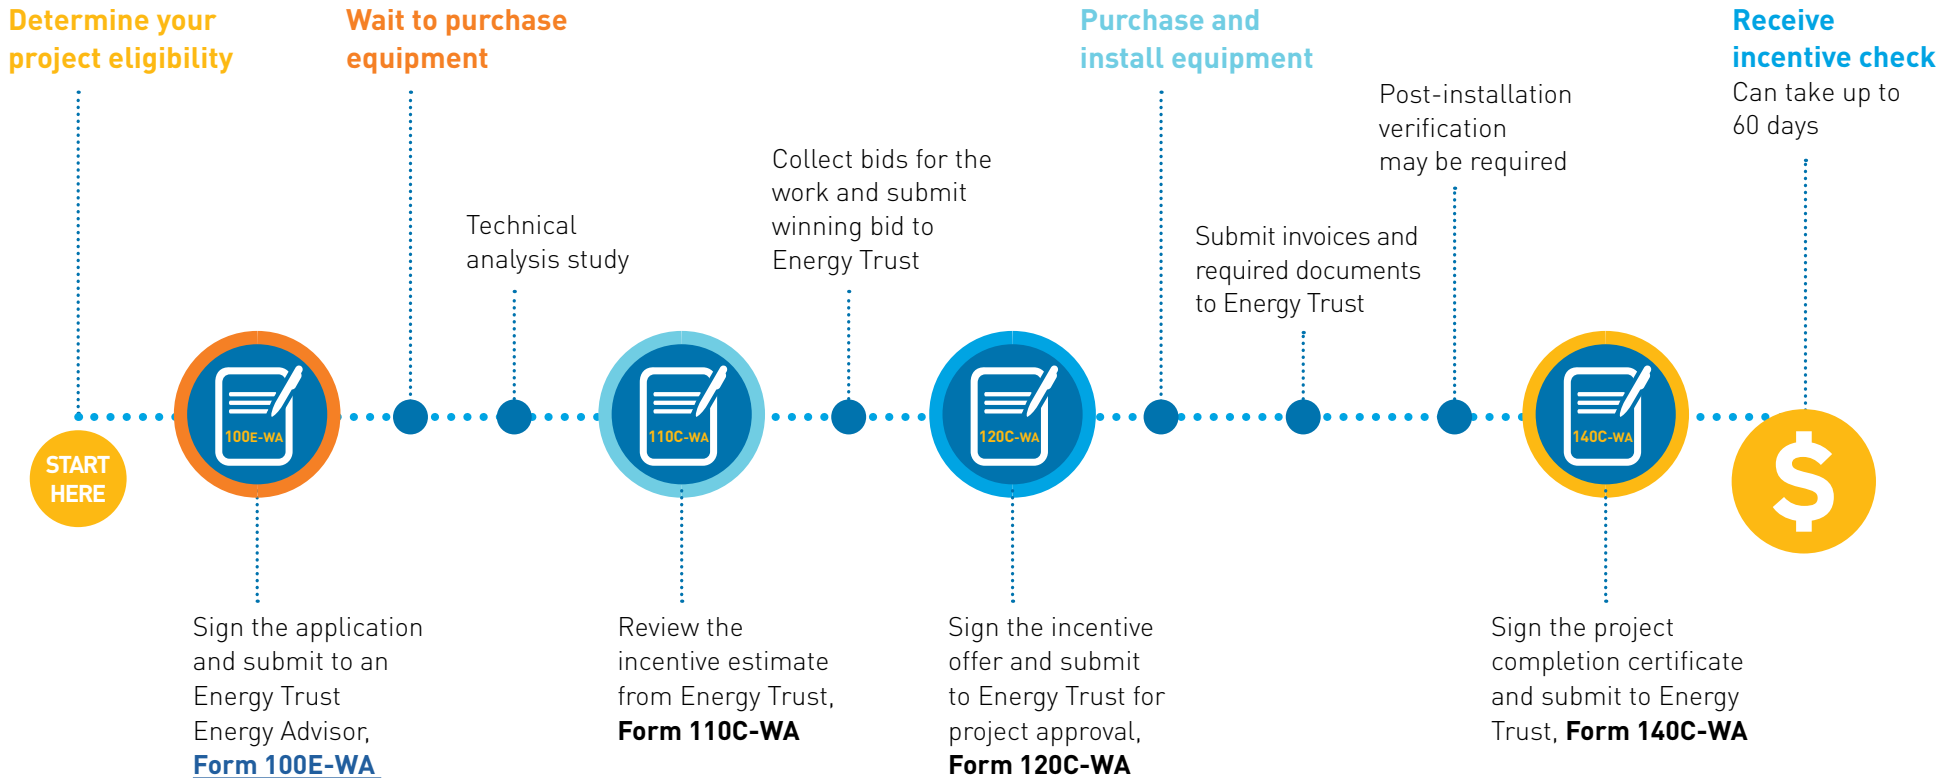 Determine your
project eligibility
Wait to purchase
equipment
Purchase and
install equipment
Receive
incentive check
Can take up to
60 days
Post-installation
verification
may be required
Collect bids for the
work and submit
winning bid to
Energy Trust
Technical
analysis study
Submit invoices and
required documents
to Energy Trust
START
HERE
100E-WA
110C-WA
120C-WA
140C-WA
$
Sign the application
and submit to an
Energy Trust
Energy Advisor,
Form 100E-WA
Review the
incentive estimate
from Energy Trust,
Form 110C-WA
Sign the incentive
offer and submit
to Energy Trust for
project approval,
Form 120C-WA
Sign the project
completion certificate
and submit to Energy
Trust, Form 140C-WA